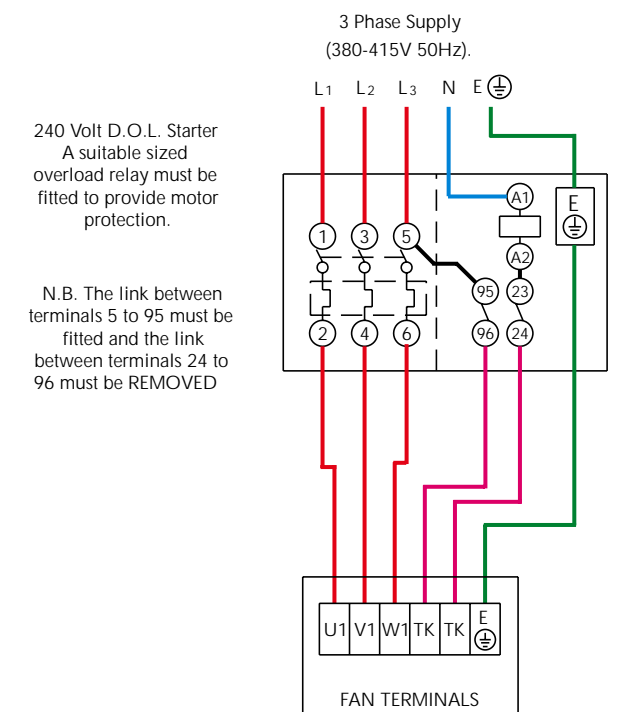 3 Phase Supply
(380-415V 50Hz).
L1 L2 L3 N E
240 Volt D.O.L. Starter
A suitable sized
overload relay must be
fitted to provide motor
protection.
N.B. The link between
terminals 5 to 95 must be
fitted and the link
between terminals 24 to
96 must be REMOVED
A1
E
1 3 5
A2
95 23
2 4 6 96 24
U1 V1 W1 TK TK E
FAN TERMINALS